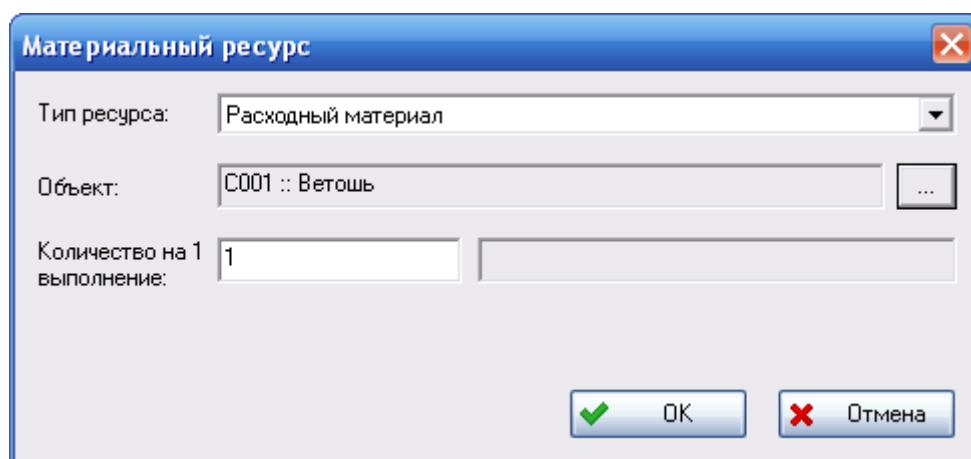 Материальный ресурс
Тип ресурса: Расходный материал
Объект: C001 :: Ветошь ...
Количество на 1 1
выполнение:
OK Отмена